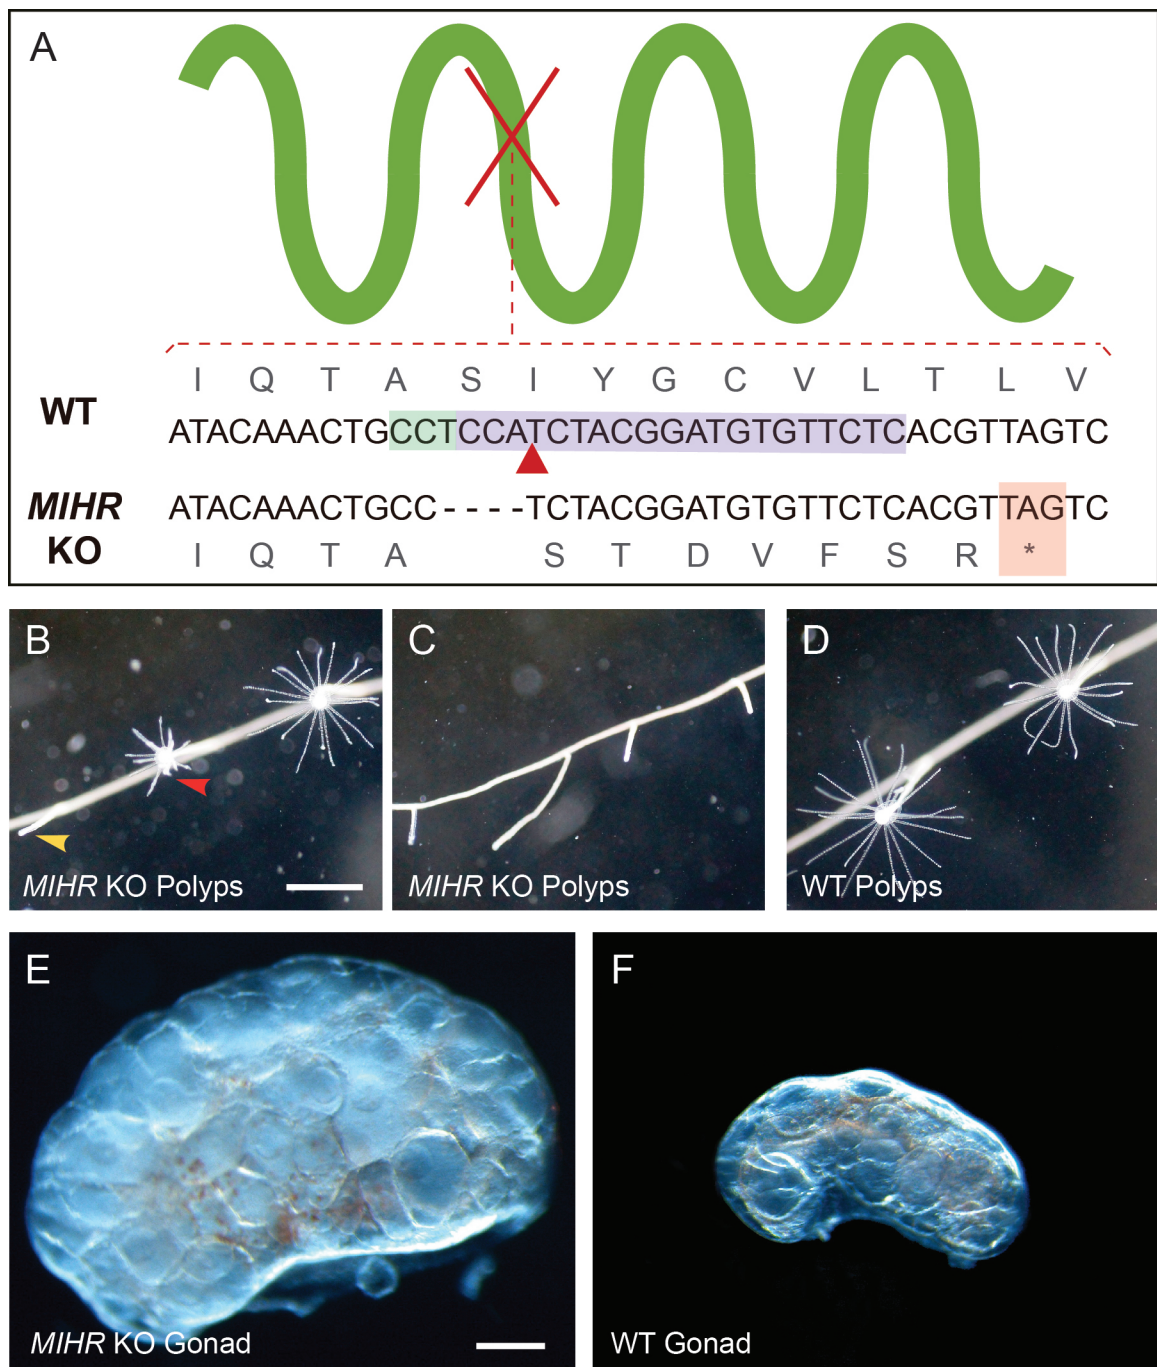 A
I Q T A S I Y G C V L T L V
WT
ATACAAACTGCCTCCATCTACGGATGTGTTCTCACGTTAGTC
MIHR
KO
ATACAAACTGCC----TCTACGGATGTGTTCTCACGTTAGTC
I Q T A S T D V F S R *
B
MIHR KO Polyps
C
MIHR KO Polyps
D
WT Polyps
E
MIHR KO Gonad
F
WT Gonad